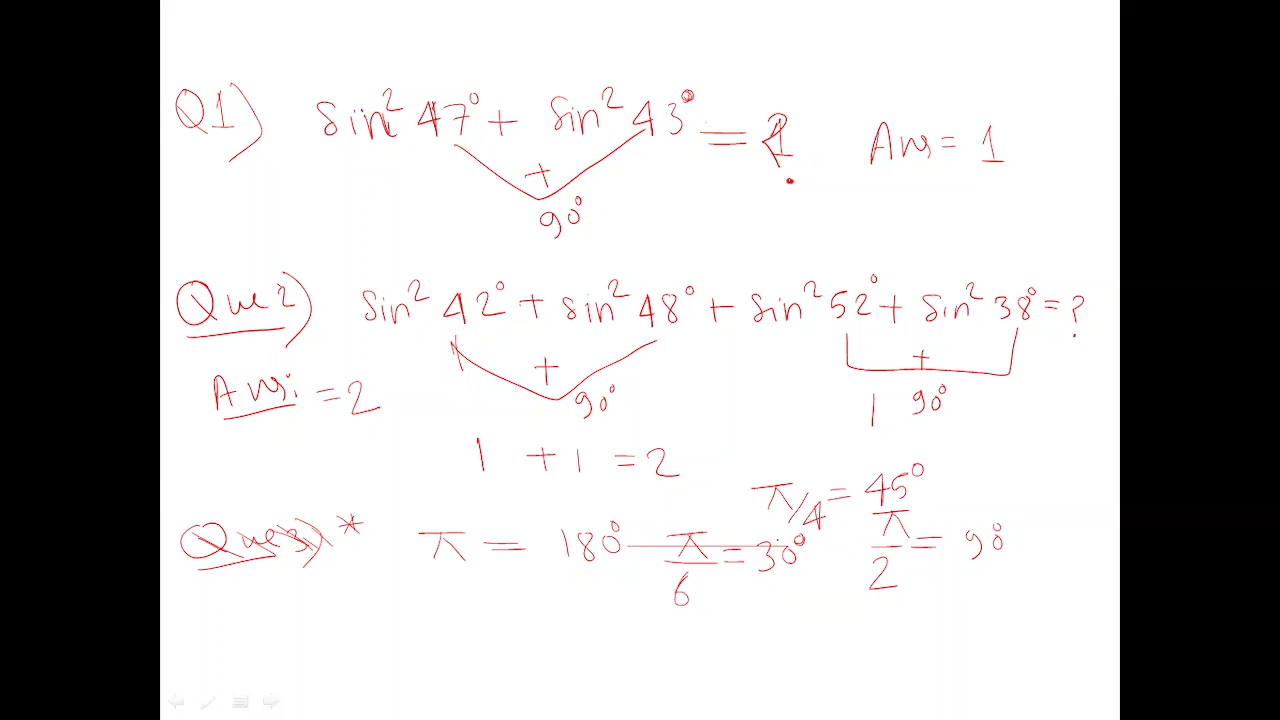 Q1) sin² 47° + sin² 43° = ? Ans = 1
+
90°
Que 2) sin² 42° + sin² 48° + sin² 52° + sin² 38° = ?
+ +
Ans: = 2 90° 1 90°
1 + 1 = 2
π/4 = 45°
Que 3) * π = 180° π/6 = 30° π/2 = 90